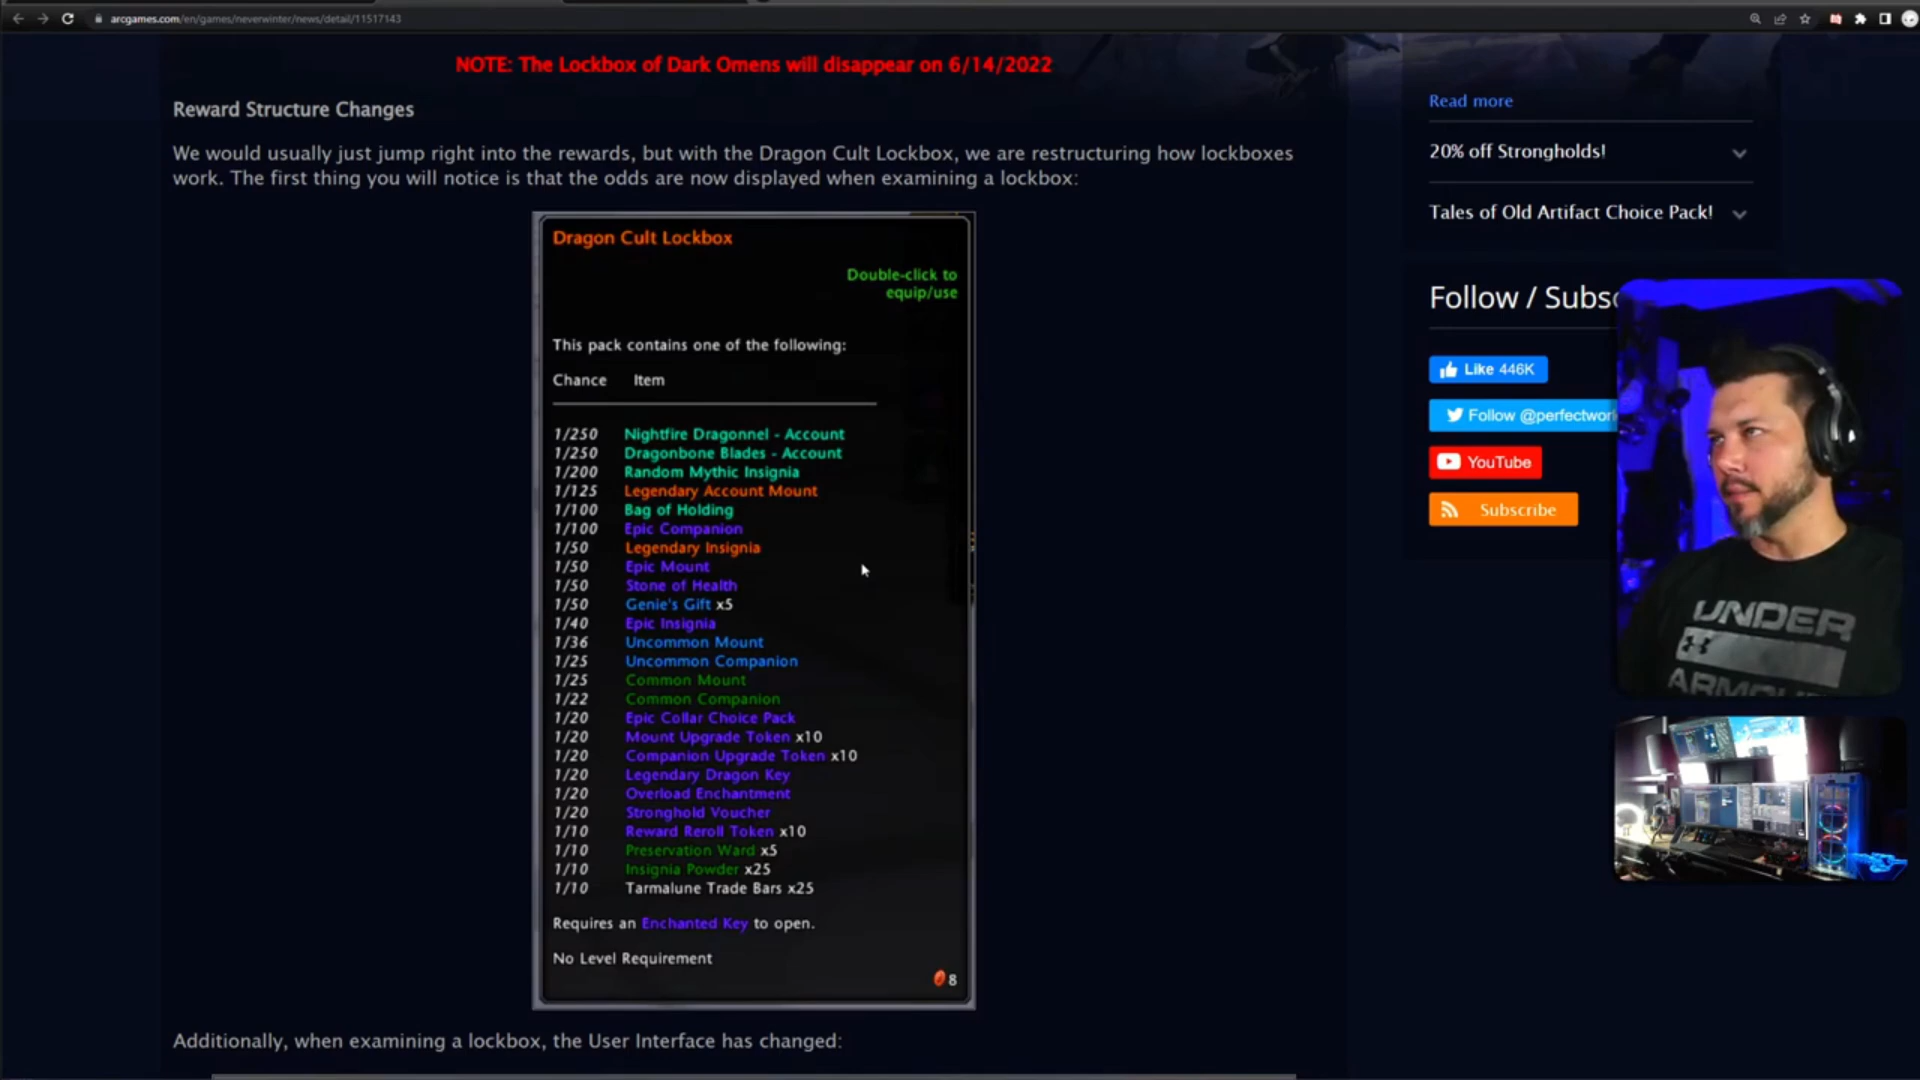 arcgames.com/en/games/neverwinter/news/detail/11517143
NOTE: The Lockbox of Dark Omens will disappear on 6/14/2022
Reward Structure Changes
We would usually just jump right into the rewards, but with the Dragon Cult Lockbox, we are restructuring how lockboxes
work. The first thing you will notice is that the odds are now displayed when examining a lockbox:
Dragon Cult Lockbox
Double-click to
equip/use
This pack contains one of the following:
Chance Item
1/250 Nightfire Dragonnel - Account
1/250 Dragonbone Blades - Account
1/200 Random Mythic Insignia
1/125 Legendary Account Mount
1/100 Bag of Holding
1/100 Epic Companion
1/50 Legendary Insignia
1/50 Epic Mount
1/50 Stone of Health
1/50 Genie's Gift x5
1/40 Epic Insignia
1/36 Uncommon Mount
1/25 Uncommon Companion
1/25 Common Mount
1/22 Common Companion
1/20 Epic Collar Choice Pack
1/20 Mount Upgrade Token x10
1/20 Companion Upgrade Token x10
1/20 Legendary Dragon Key
1/20 Overload Enchantment
1/20 Stronghold Voucher
1/10 Reward Reroll Token x10
1/10 Preservation Ward x5
1/10 Insignia Powder x25
1/10 Tarmalune Trade Bars x25
Requires an Enchanted Key to open.
No Level Requirement
8
Additionally, when examining a lockbox, the User Interface has changed:
Read more
20% off Strongholds!
Tales of Old Artifact Choice Pack!
Follow / Subsc
Like 446K
Follow @perfectworl
YouTube
Subscribe
UNDER
ARMOU